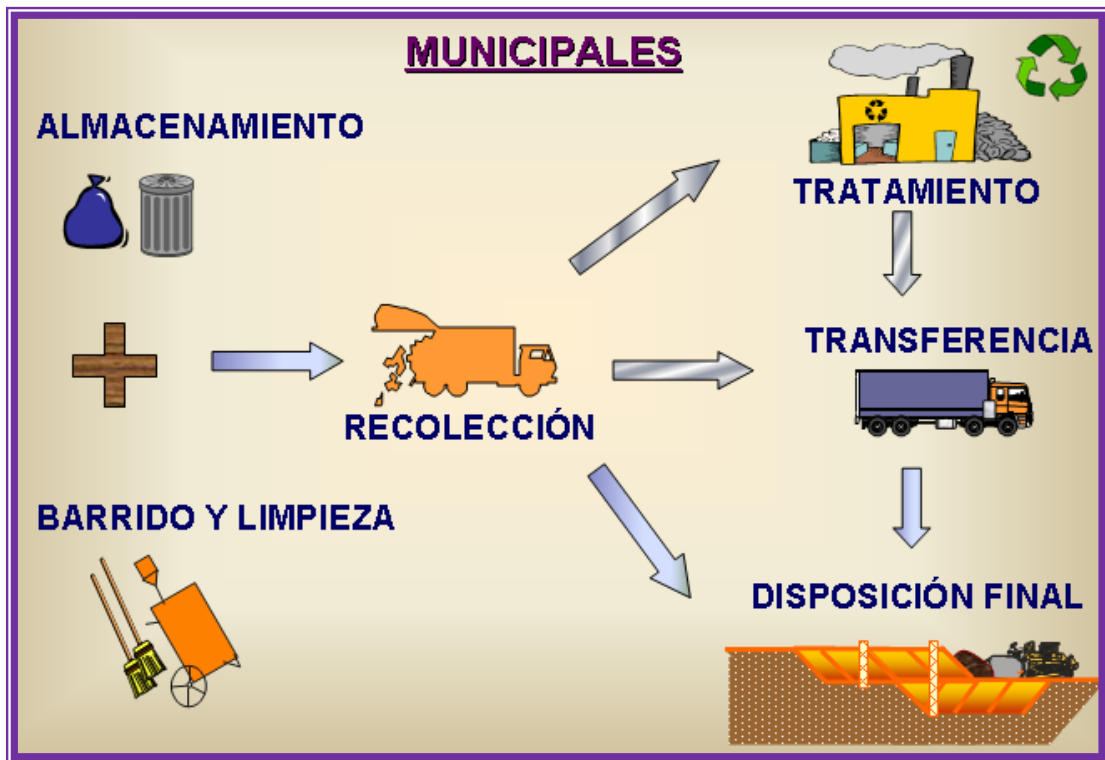 MUNICIPALES
ALMACENAMIENTO
TRATAMIENTO
TRANSFERENCIA
RECOLECCIÓN
BARRIDO Y LIMPIEZA
DISPOSICIÓN FINAL